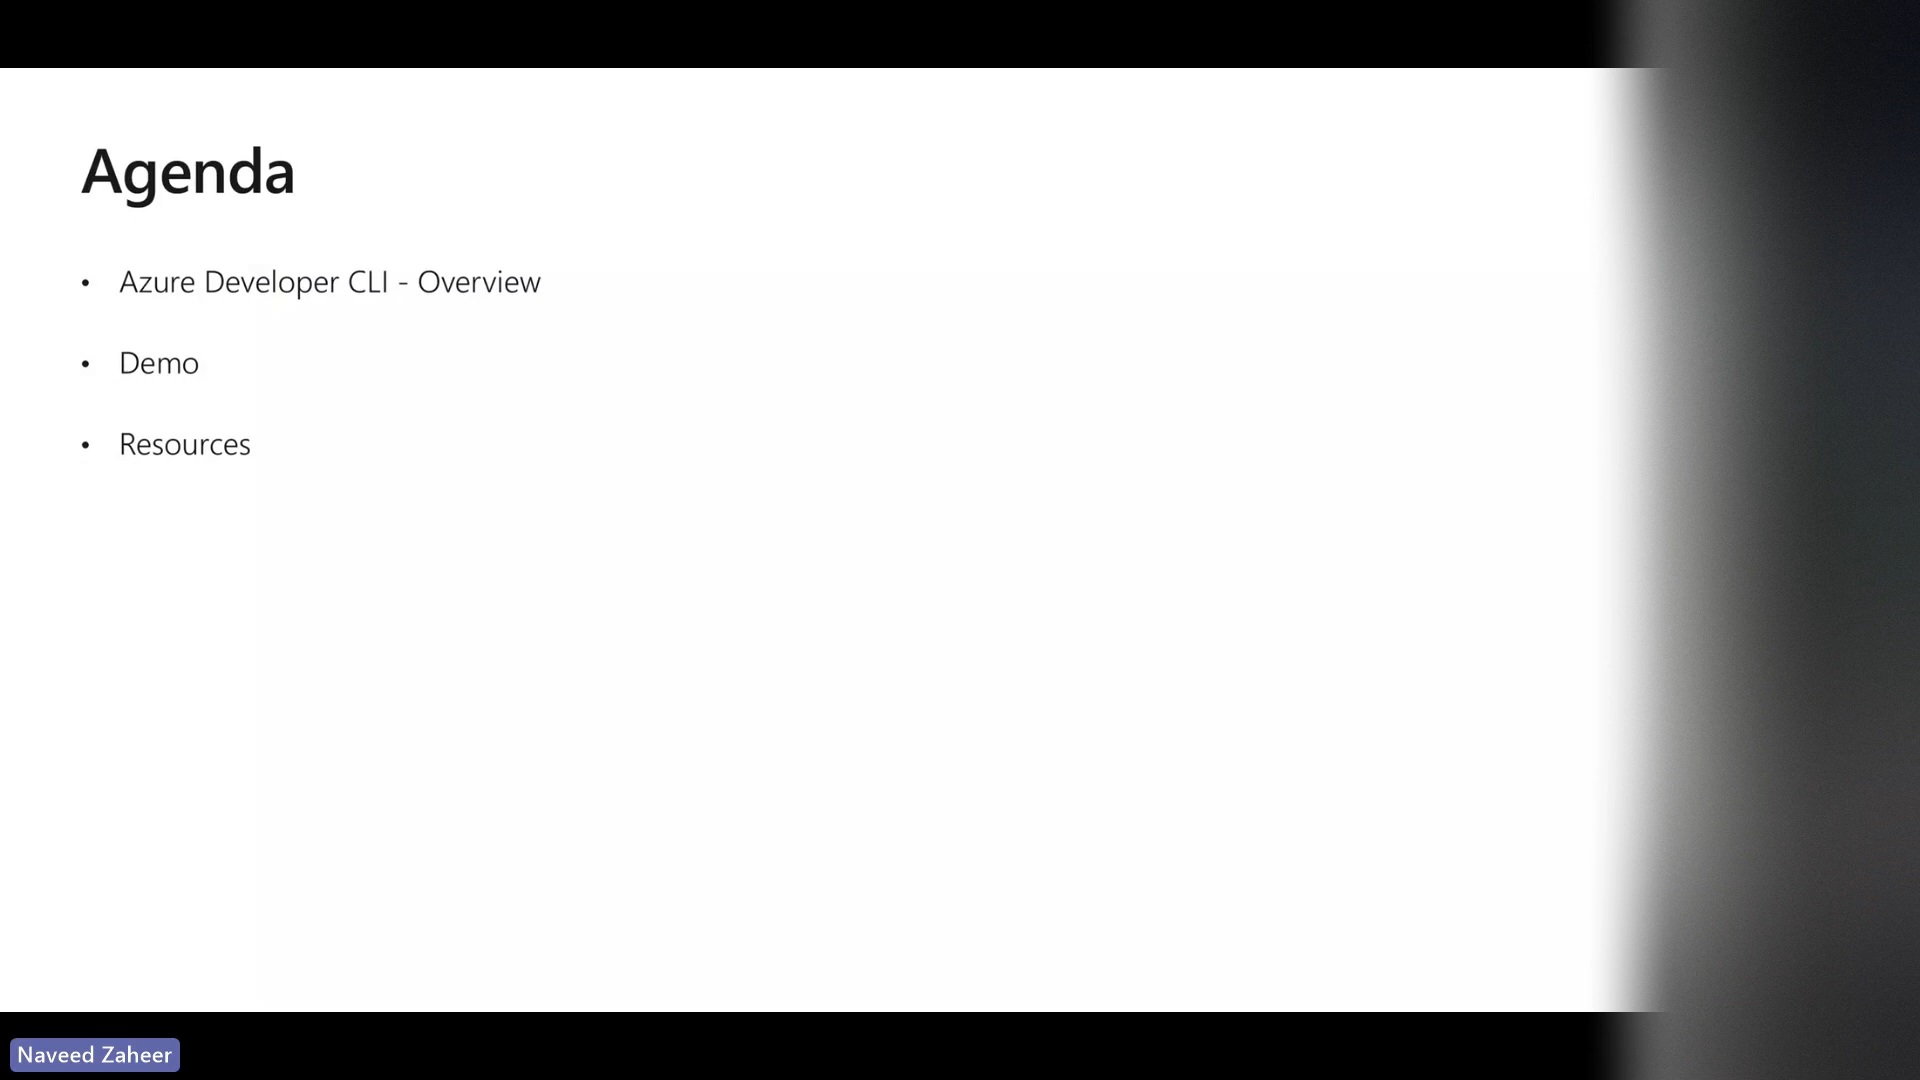 Agenda
• Azure Developer CLI - Overview
• Demo
• Resources
Naveed Zaheer